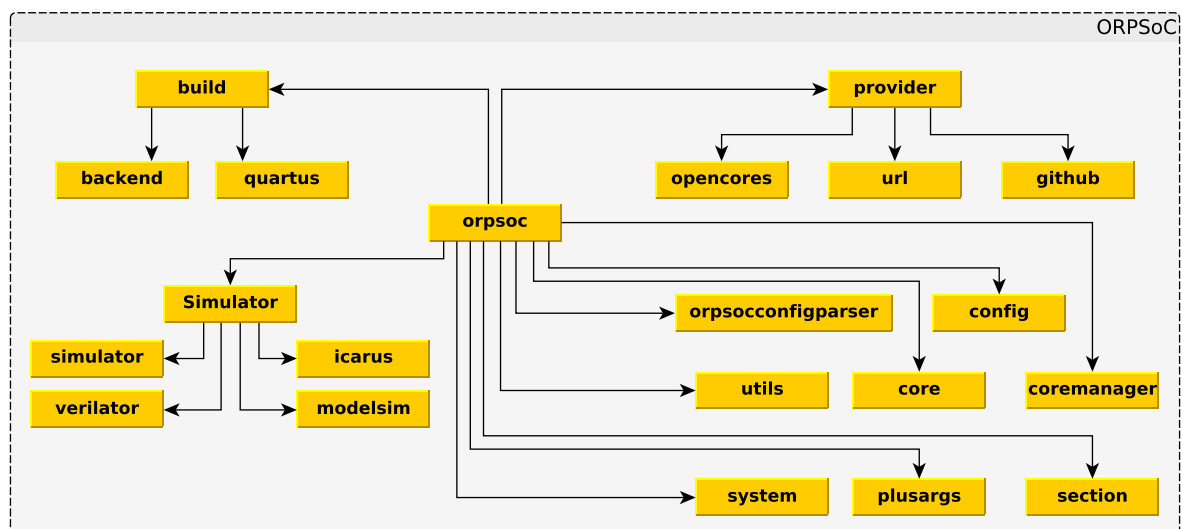 ORPSoC
build
provider
backend
quartus
opencores
url
github
orpsoc
Simulator
orpsocconfigparser
config
simulator
icarus
utils
core
coremanager
verilator
modelsim
system
plusargs
section